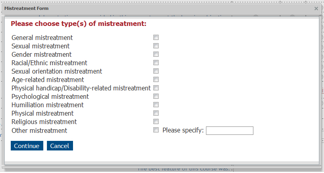 Mistreatment Form
Please choose type(s) of mistreatment:
General mistreatment
Sexual mistreatment
Gender mistreatment
Racial/Ethnic mistreatment
Sexual orientation mistreatment
Age-related mistreatment
Physical handicap/Disability-related mistreatment
Psychological mistreatment
Humiliation mistreatment
Physical mistreatment
Religious mistreatment
Other mistreatment Please specify:
Continue Cancel